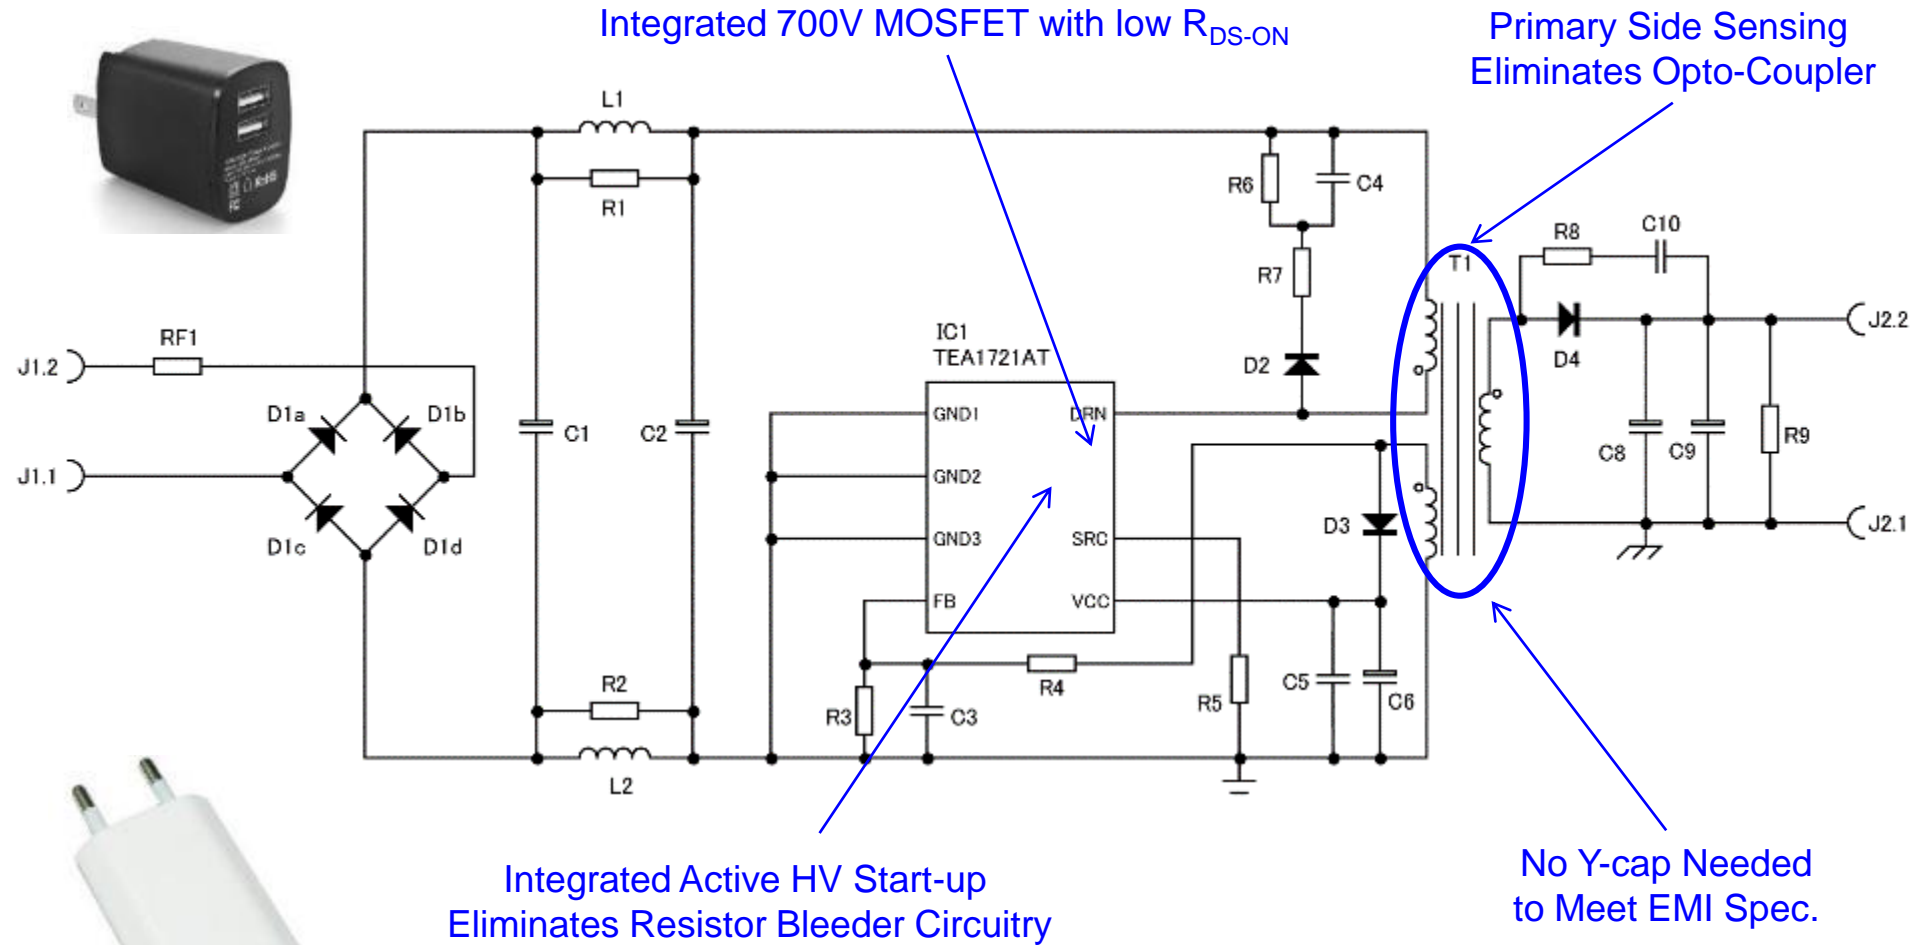 Integrated 700V MOSFET with low RDS-ON
Primary Side Sensing
Eliminates Opto-Coupler
L1
R1
R6
C4
R7
D2
T1
R8
C10
D4
C8
C9
R9
J2.2
J2.1
J1.2
RF1
J1.1
D1a
D1b
D1c
D1d
C1
C2
IC1
TEA1721AT
GND1
DRN
GND2
GND3
SRC
FB
VCC
D3
R2
L2
R3
C3
R4
R5
C5
C6
Integrated Active HV Start-up
Eliminates Resistor Bleeder Circuitry
No Y-cap Needed
to Meet EMI Spec.
RoHS